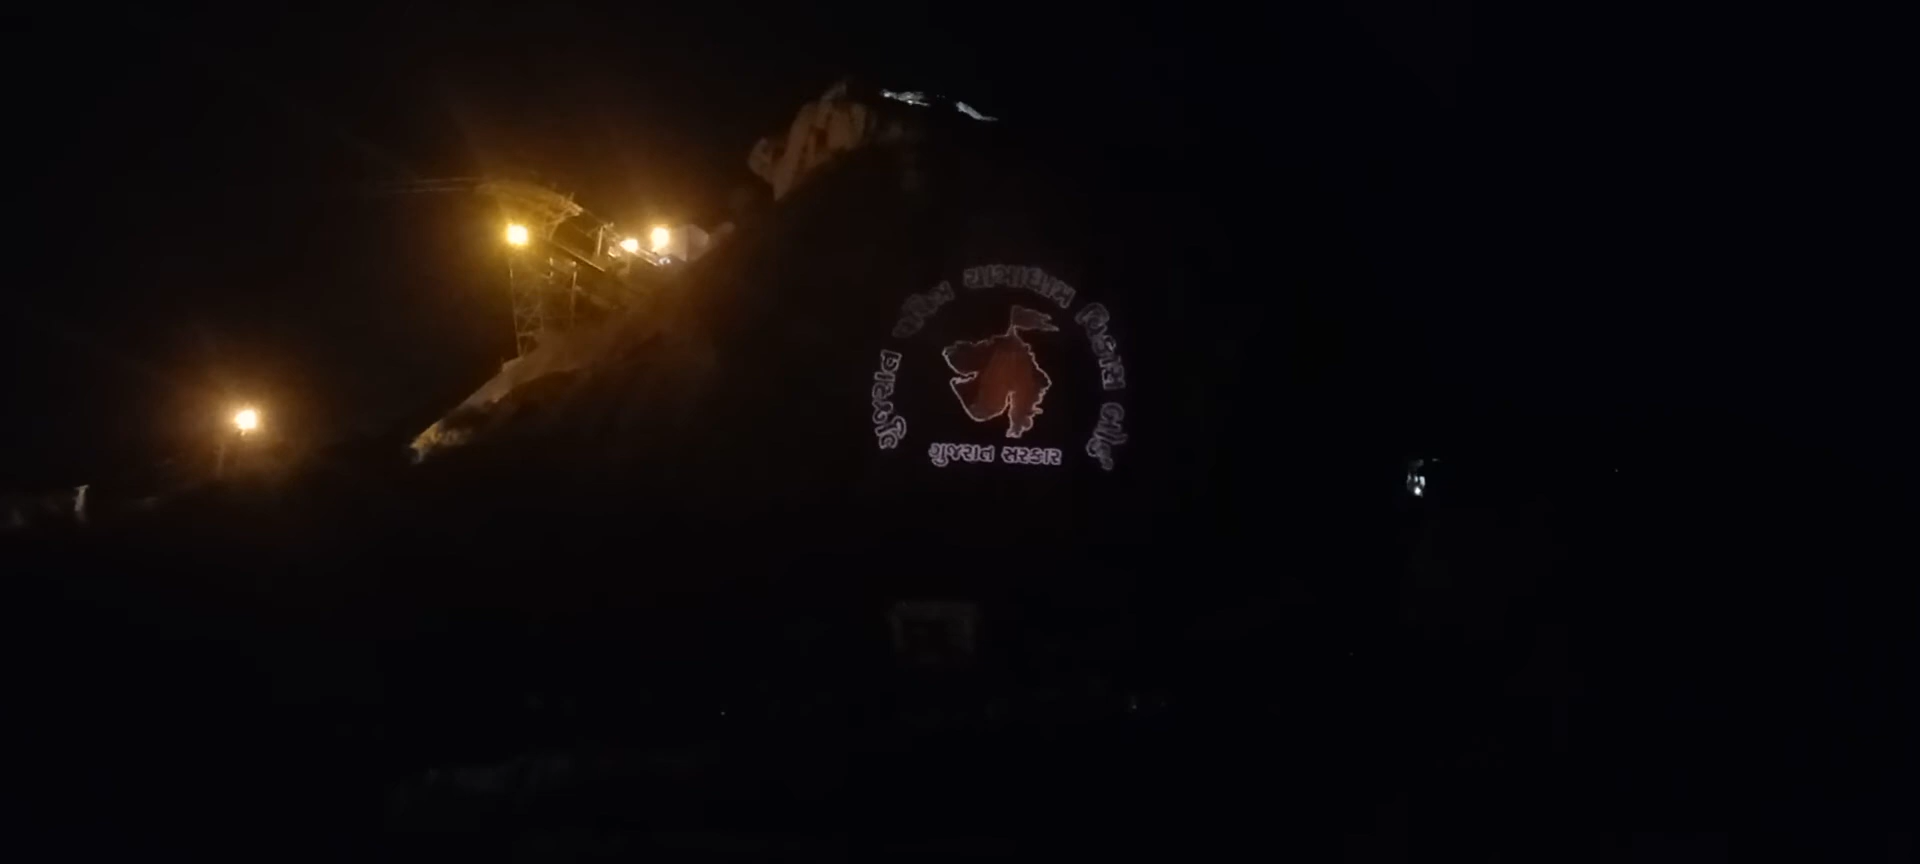 ગુજરાત પવિત્ર યાત્રાધામ વિકાસ બોર્ડ
ગુજરાત સરકાર